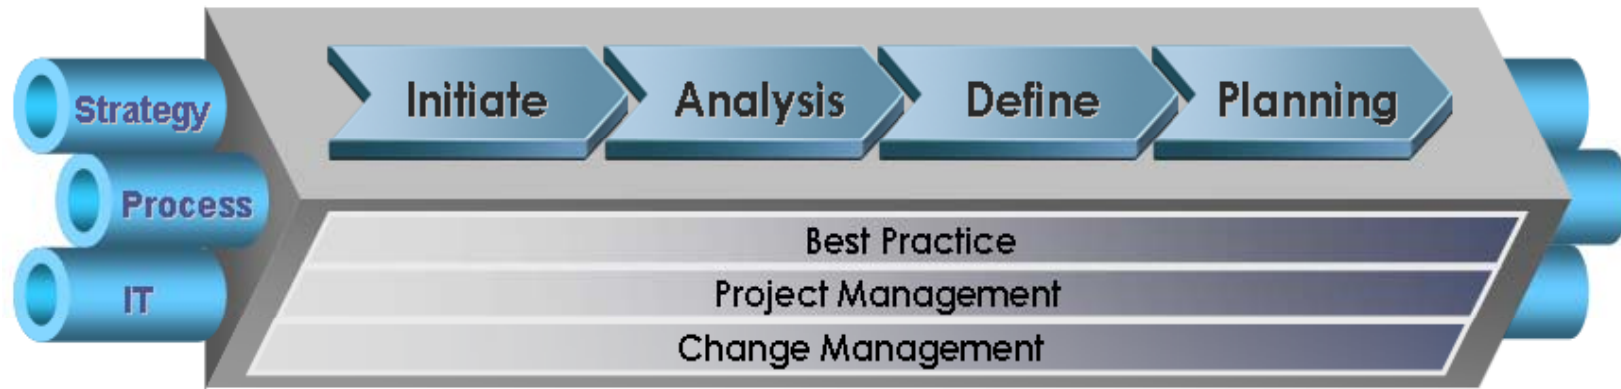 Initiate
Analysis
Define
Planning
Strategy
Process
IT
Best Practice
Project Management
Change Management